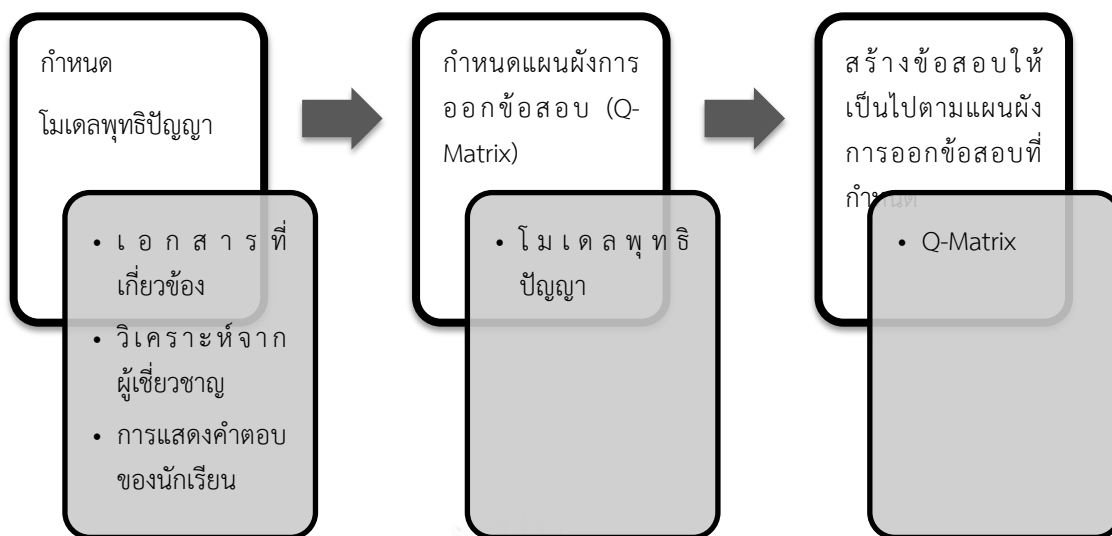 กำหนด
โมเดลพุทธิปัญญา
• เอกสารที่
เกี่ยวข้อง
• วิเคราะห์จาก
ผู้เชี่ยวชาญ
• การแสดงคำตอบ
ของนักเรียน
กำหนดแผนผังการ
ออกข้อสอบ (Q-
Matrix)
• โมเดลพุทธิ
ปัญญา
สร้างข้อสอบให้
เป็นไปตามแผนผัง
การออกข้อสอบที่
กำหนด
• Q-Matrix